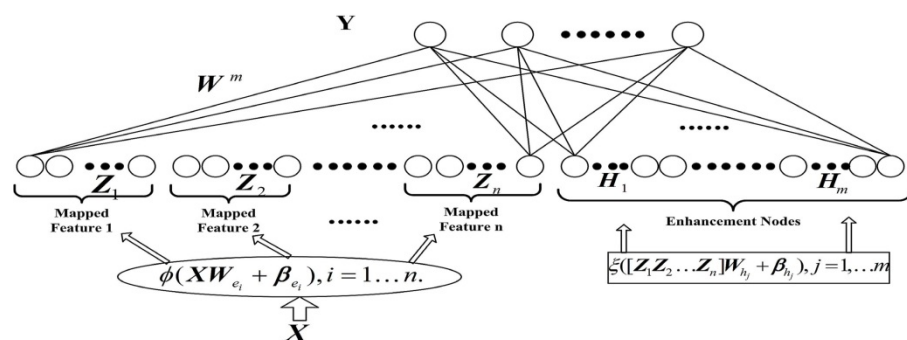 Y
W^m
......
......
Z_1 Z_2 Z_n H_1 H_m
Mapped Feature 1
Mapped Feature 2
Mapped Feature n
Enhancement Nodes
......
ϕ(XW_{e_i} + β_{e_i}), i = 1…n.
ξ([Z_1Z_2…Z_n]W_{h_j} + β_{h_j}), j = 1,…m
X